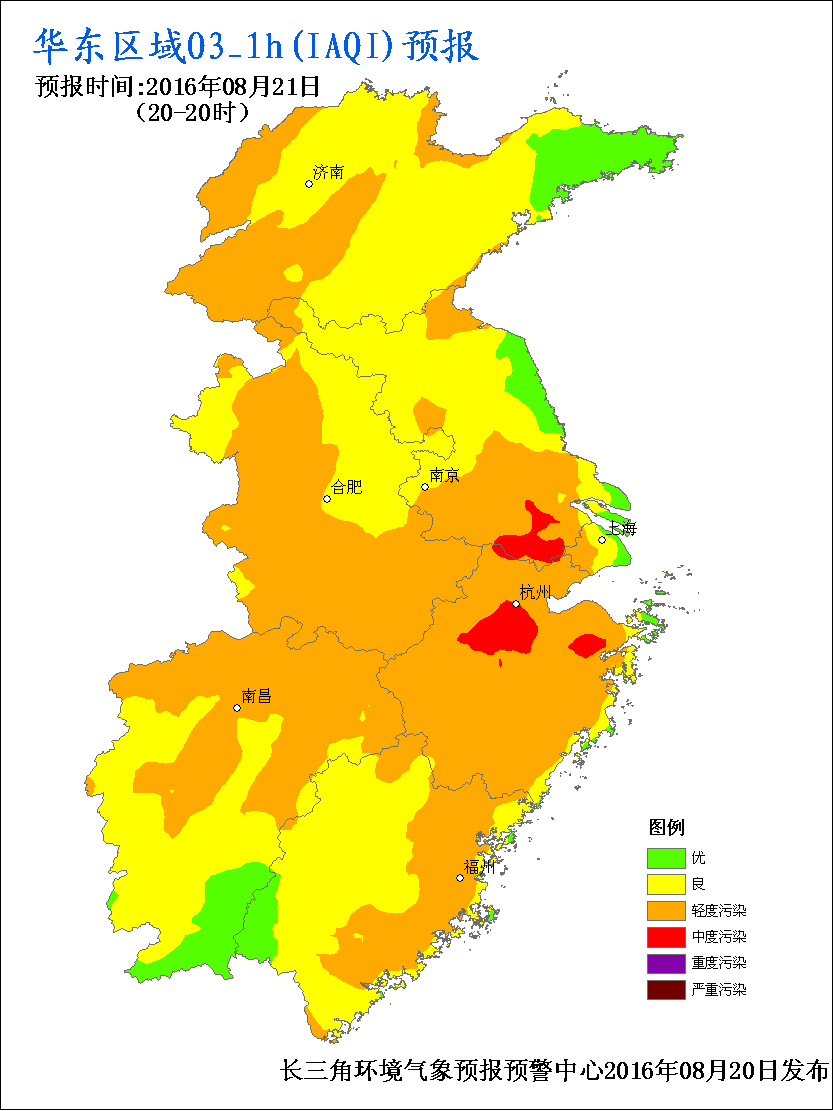 华东区域O3_1h(IAQI)预报
预报时间:2016年08月21日
(20-20时)
济南
南京
合肥
上海
杭州
南昌
福州
图例
优
良
轻度污染
中度污染
重度污染
严重污染
长三角环境气象预报预警中心2016年08月20日发布